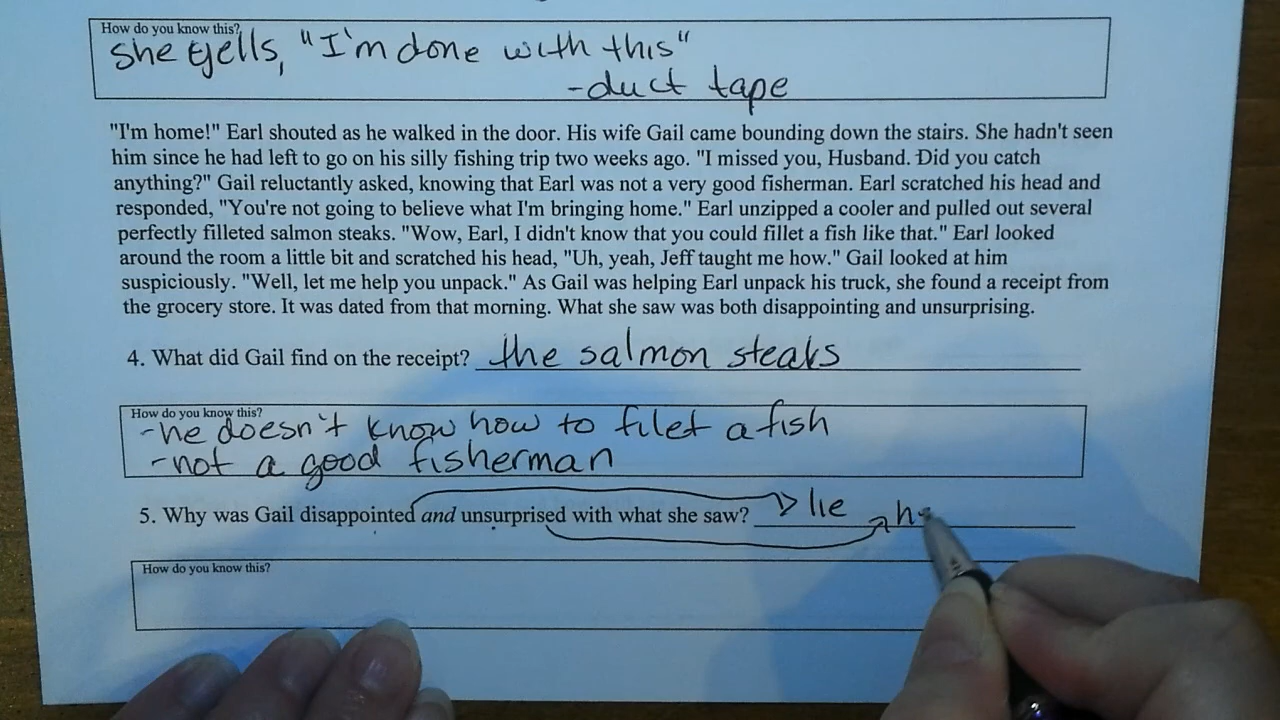 How do you know this?
she yells, "I'm done with this"
-duct tape
"I'm home!" Earl shouted as he walked in the door. His wife Gail came bounding down the stairs. She hadn't seen
him since he had left to go on his silly fishing trip two weeks ago. "I missed you, Husband. Did you catch
anything?" Gail reluctantly asked, knowing that Earl was not a very good fisherman. Earl scratched his head and
responded, "You're not going to believe what I'm bringing home." Earl unzipped a cooler and pulled out several
perfectly filleted salmon steaks. "Wow, Earl, I didn't know that you could fillet a fish like that." Earl looked
around the room a little bit and scratched his head, "Uh, yeah, Jeff taught me how." Gail looked at him
suspiciously. "Well, let me help you unpack." As Gail was helping Earl unpack his truck, she found a receipt from
the grocery store. It was dated from that morning. What she saw was both disappointing and unsurprising.
4. What did Gail find on the receipt? the salmon steaks
How do you know this?
-he doesn't know how to filet a fish
-not a good fisherman
5. Why was Gail disappointed and unsurprised with what she saw? lie
How do you know this?